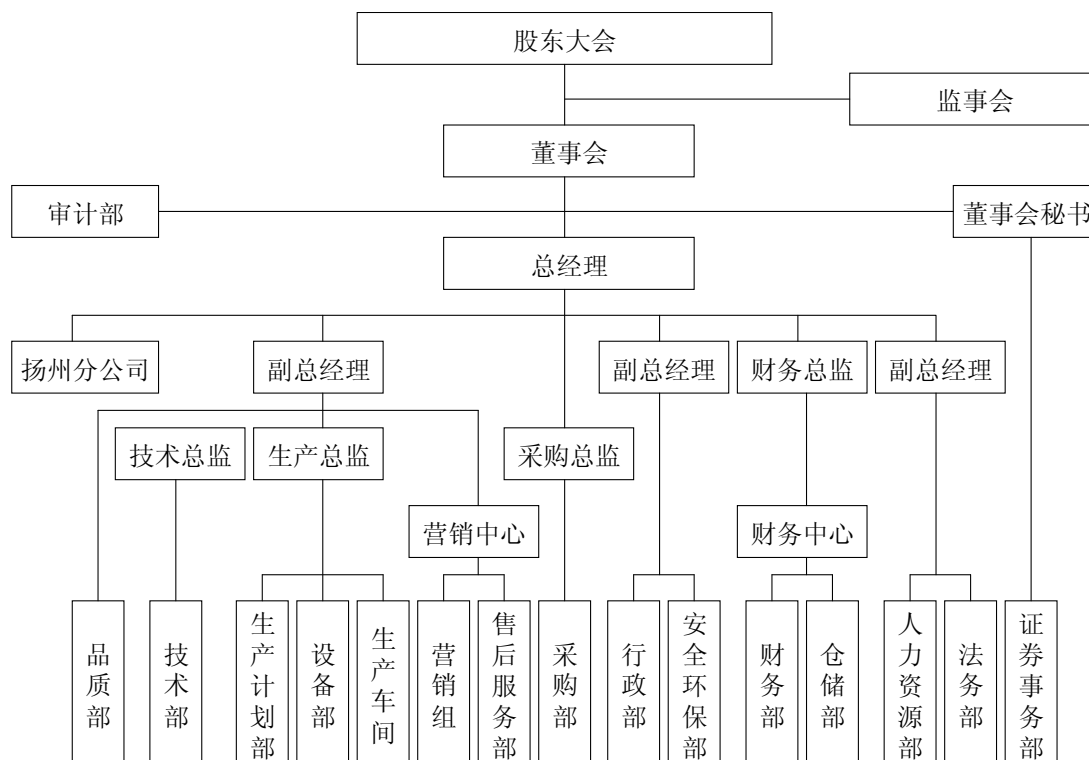 股东大会
监事会
董事会
审计部
董事会秘书
总经理
扬州分公司
副总经理
副总经理
财务总监
副总经理
技术总监
生产总监
采购总监
营销中心
财务中心
品质部
技术部
生产计划部
设备部
生产车间
营销组
售后服务部
采购部
行政部
安全环保部
财务部
仓储部
人力资源部
法务部
证券事务部